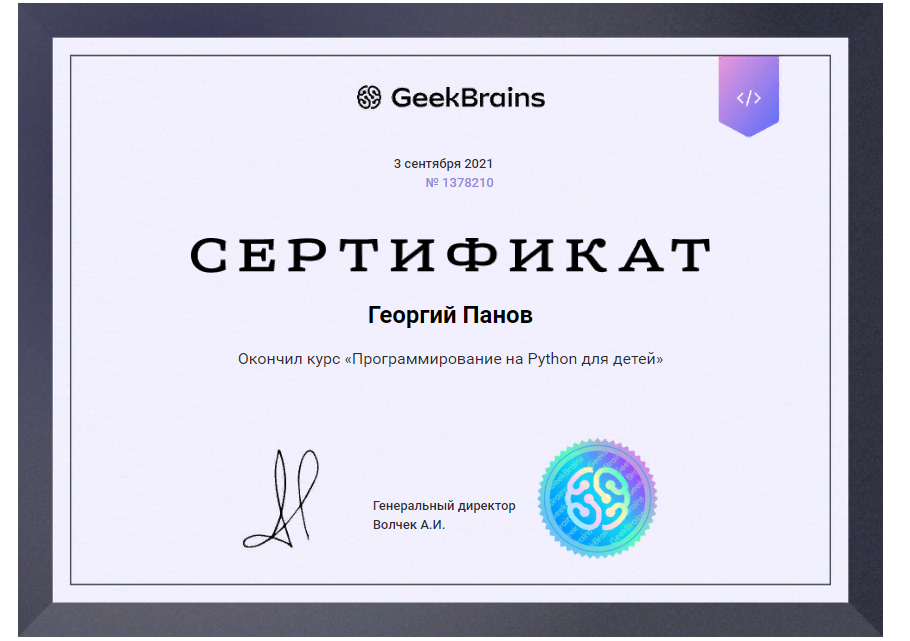 GeekBrains
</>
3 сентября 2021
№ 1378210
СЕРТИФИКАТ
Георгий Панов
Окончил курс «Программирование на Python для детей»
Генеральный директор
Волчек А.И.